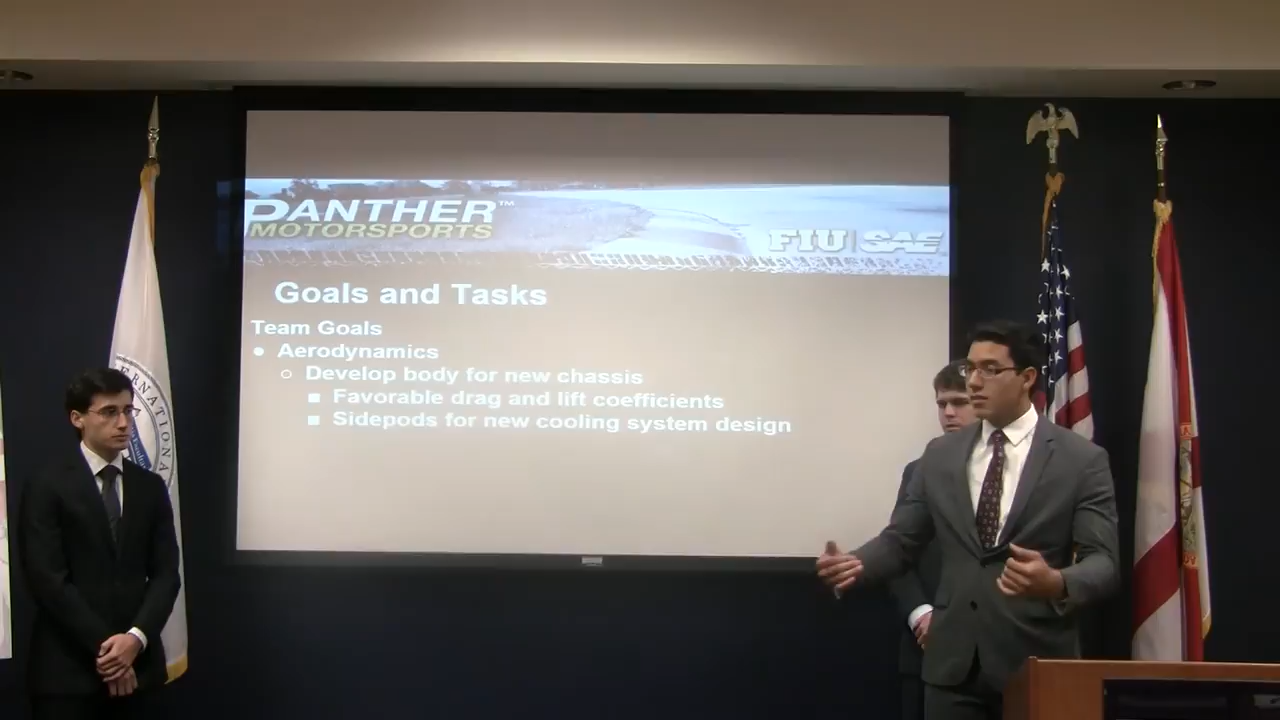 PANTHER™
MOTORSPORTS
FIU | SAE
Goals and Tasks
Team Goals
● Aerodynamics
○ Develop body for new chassis
■ Favorable drag and lift coefficients
■ Sidepods for new cooling system design
ERNATIONA